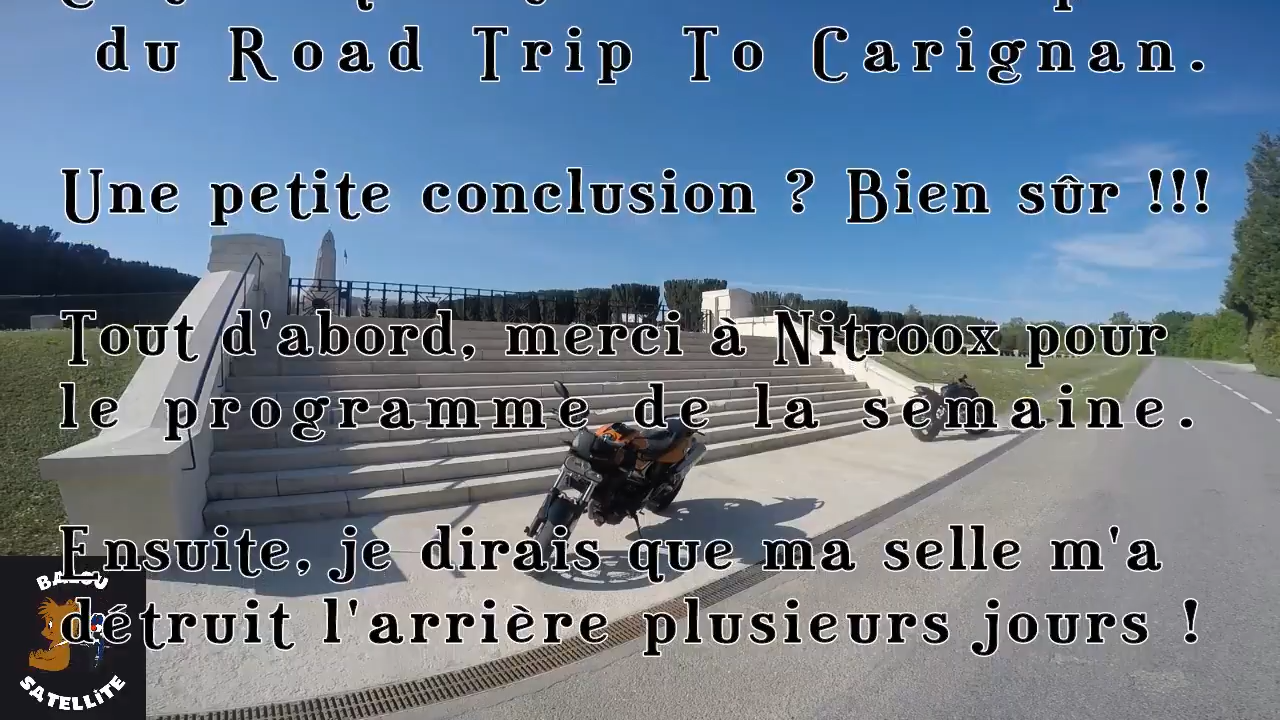 du Road Trip To Carignan.
Une petite conclusion ? Bien sûr !!!
Tout d'abord, merci à Nitroox pour
le programme de la semaine.
Ensuite, je dirais que ma selle m'a
détruit l'arrière plusieurs jours !
BALOU
SATELLiTE